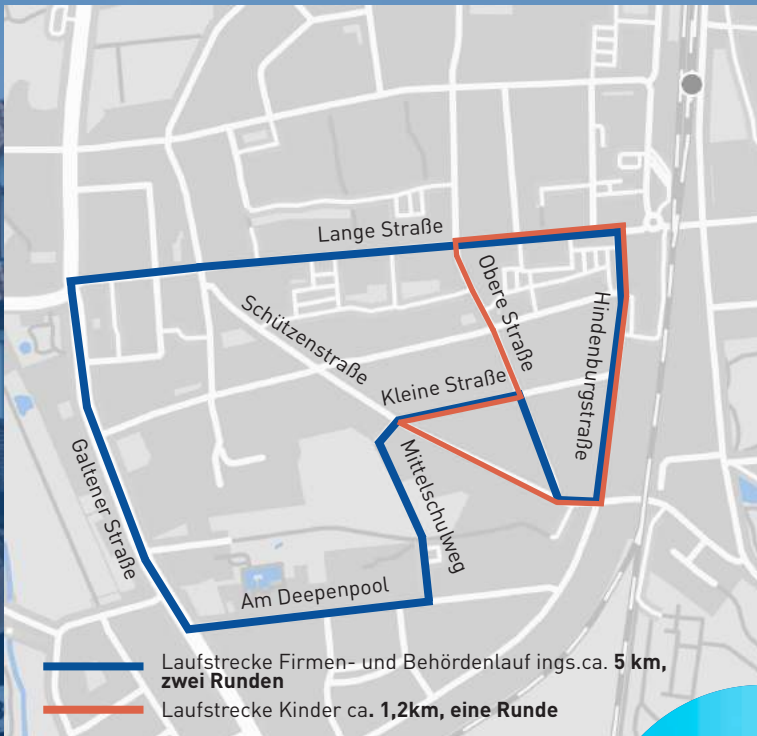 Lange Straße
Obere Straße
Schützenstraße
Hindenburgstraße
Kleine Straße
Galtener Straße
Mittelschulweg
Am Deepenpool
Laufstrecke Firmen- und Behördenlauf ings.ca. 5 km,
zwei Runden
Laufstrecke Kinder ca. 1,2km, eine Runde